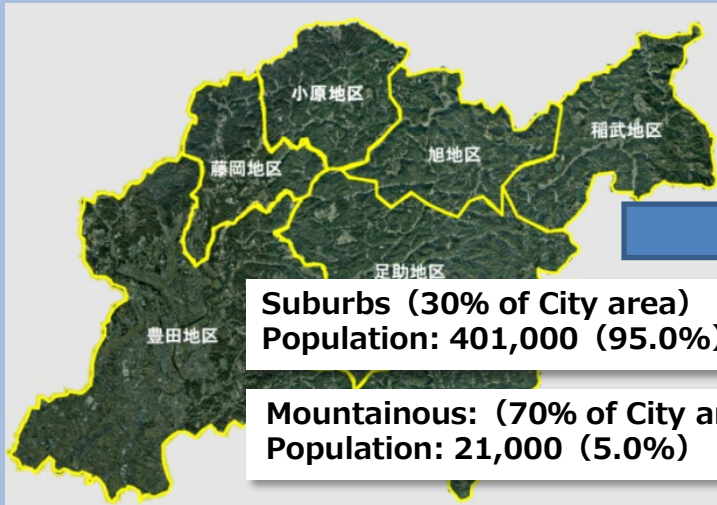 小原地区
稲武地区
旭地区
藤岡地区
足助地区
豊田地区
Suburbs（30% of City area）
Population: 401,000（95.0%）
Mountainous:（70% of City ar
Population: 21,000（5.0%）